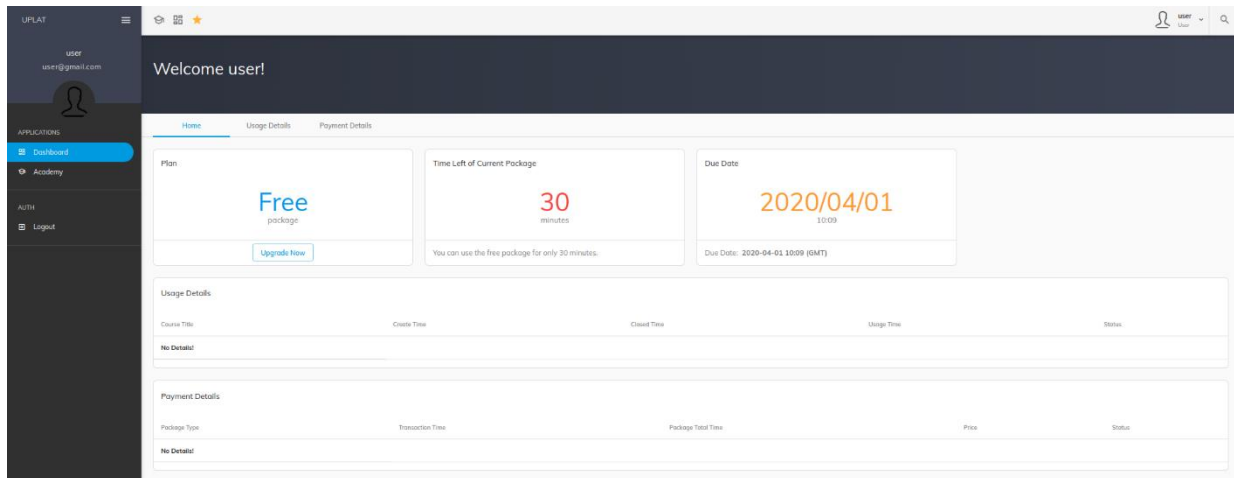 UPLAT
user
User
user
user@gmail.com
Welcome user!
APPLICATIONS
Dashboard
Academy
AUTH
Logout
Home Usage Details Payment Details
Plan
Free
package
Upgrade Now
Time Left of Current Package
30
minutes
You can use the free package for only 30 minutes.
Due Date
2020/04/01
10:09
Due Date: 2020-04-01 10:09 (GMT)
Usage Details
Course Title Create Time Closed Time Usage Time Status
No Details!
Payment Details
Package Type Transaction Time Package Total Time Price Status
No Details!